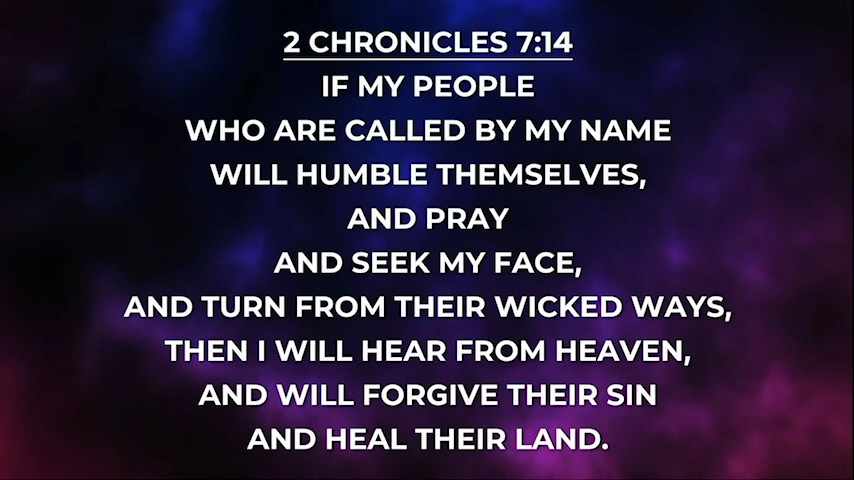 2 CHRONICLES 7:14
IF MY PEOPLE
WHO ARE CALLED BY MY NAME
WILL HUMBLE THEMSELVES,
AND PRAY
AND SEEK MY FACE,
AND TURN FROM THEIR WICKED WAYS,
THEN I WILL HEAR FROM HEAVEN,
AND WILL FORGIVE THEIR SIN
AND HEAL THEIR LAND.